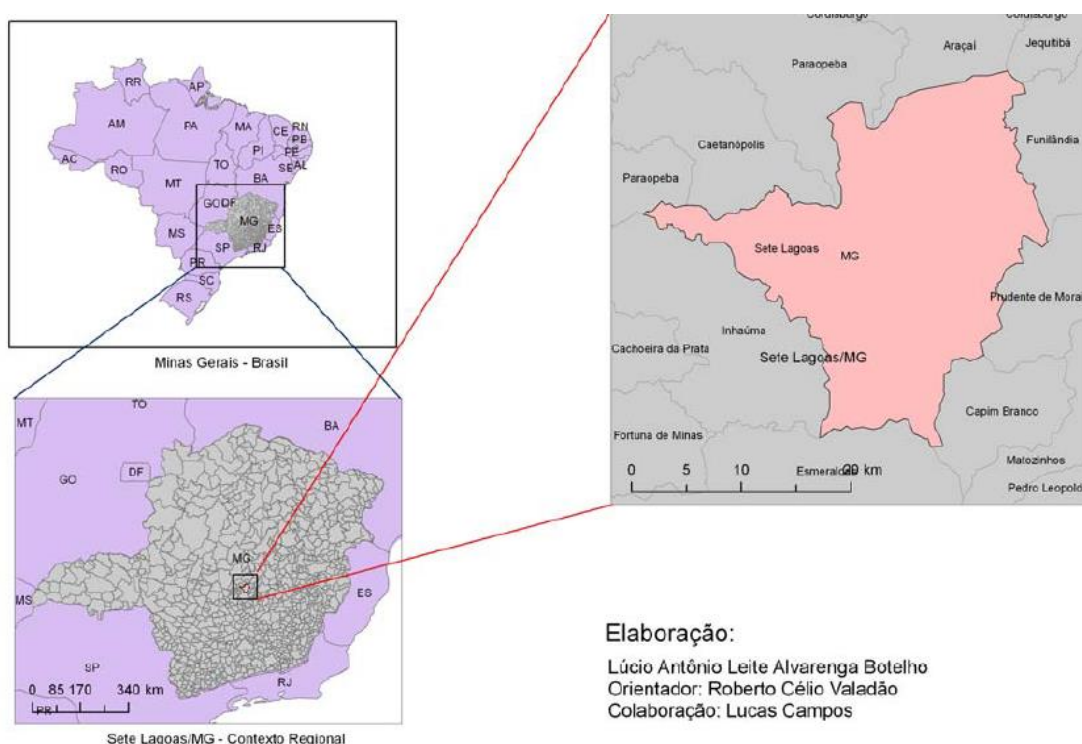 RR
AP
AM
PA
MA
CE
RN
PB
PI
PE
AC
TO
SE
AL
RO
BA
MT
GO
DF
MG
MS
ES
SP
RJ
PR
SC
RS
Minas Gerais - Brasil
TO
MT
BA
DF
GO
MG
MS
ES
SP
0 85 170 340 km
RJ
PR
Sete Lagoas/MG - Contexto Regional
Araçaí
Jequitibá
Paraopeba
Funilândia
Caetanópolis
Paraopeba
Sete Lagoas
MG
Prudente de Morai
Inhaúma
Cachoeira da Prata
Sete Lagoas/MG
Capim Branco
Fortuna de Minas
Matozinhos
0 5 10 20 km
Esmeraldas
Pedro Leopold
Elaboração:
Lúcio Antônio Leite Alvarenga Botelho
Orientador: Roberto Célio Valadão
Colaboração: Lucas Campos